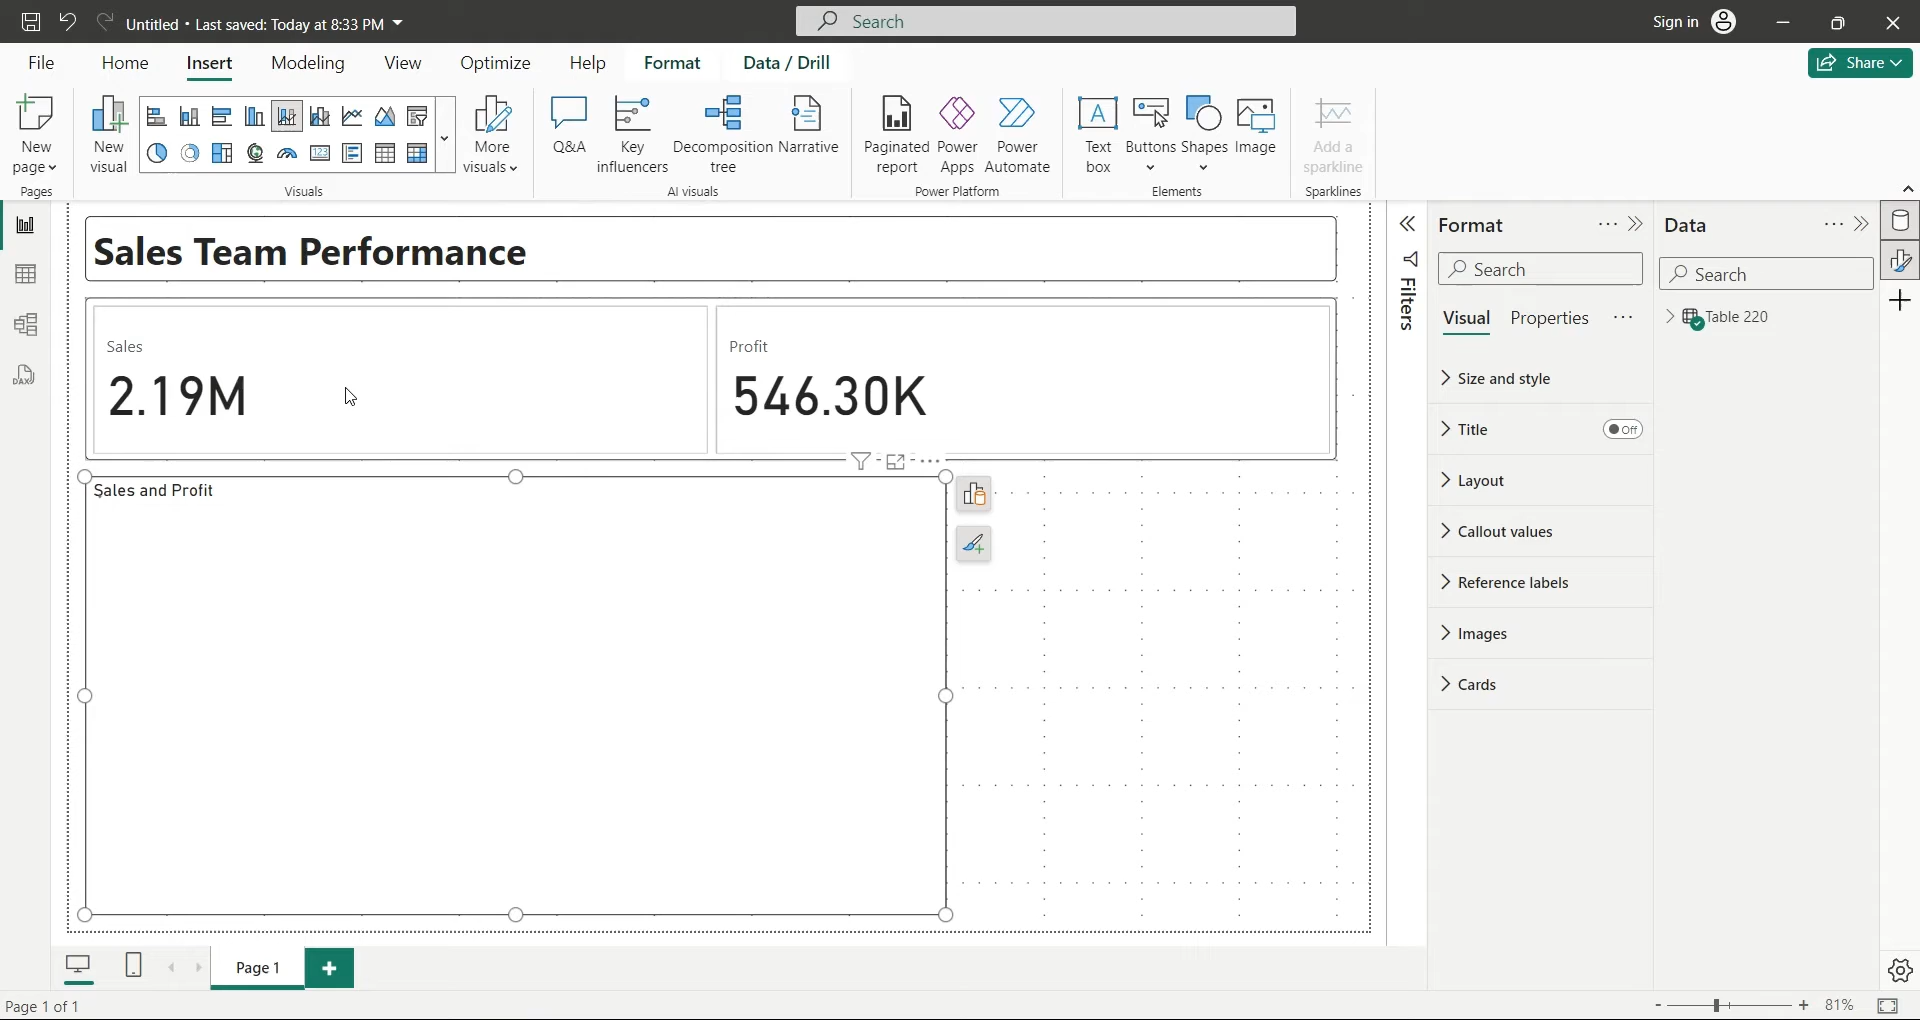 Untitled • Last saved: Today at 8:33 PM
Search
Sign in
File
Home
Insert
Modeling
View
Optimize
Help
Format
Data / Drill
Share
New page
Pages
New visual
123
More visuals
Visuals
Q&A
Key influencers
Decomposition tree
Narrative
AI visuals
Paginated report
Power Apps
Power Automate
Power Platform
A
Text box
Buttons
Shapes
Image
Elements
Add a sparkline
Sparklines
DAX
Sales Team Performance
Sales
2.19M
Profit
546.30K
Sales and Profit
Filters
Format
Search
Visual
Properties
Size and style
Title
Off
Layout
Callout values
Reference labels
Images
Cards
Data
Search
Table 220
Page 1
Page 1 of 1
81%